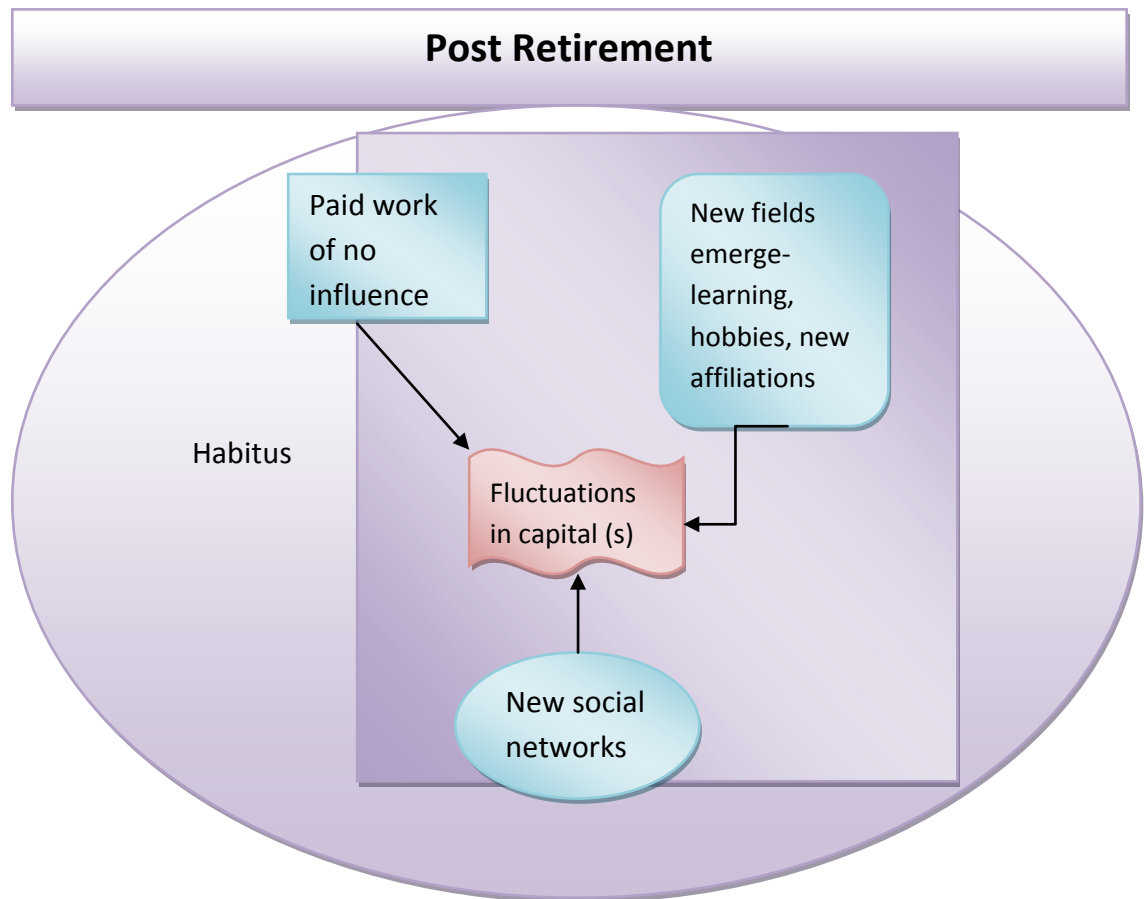 Post Retirement
Paid work
of no
influence
New fields
emerge-
learning,
hobbies, new
affiliations
Habitus
Fluctuations
in capital (s)
New social
networks